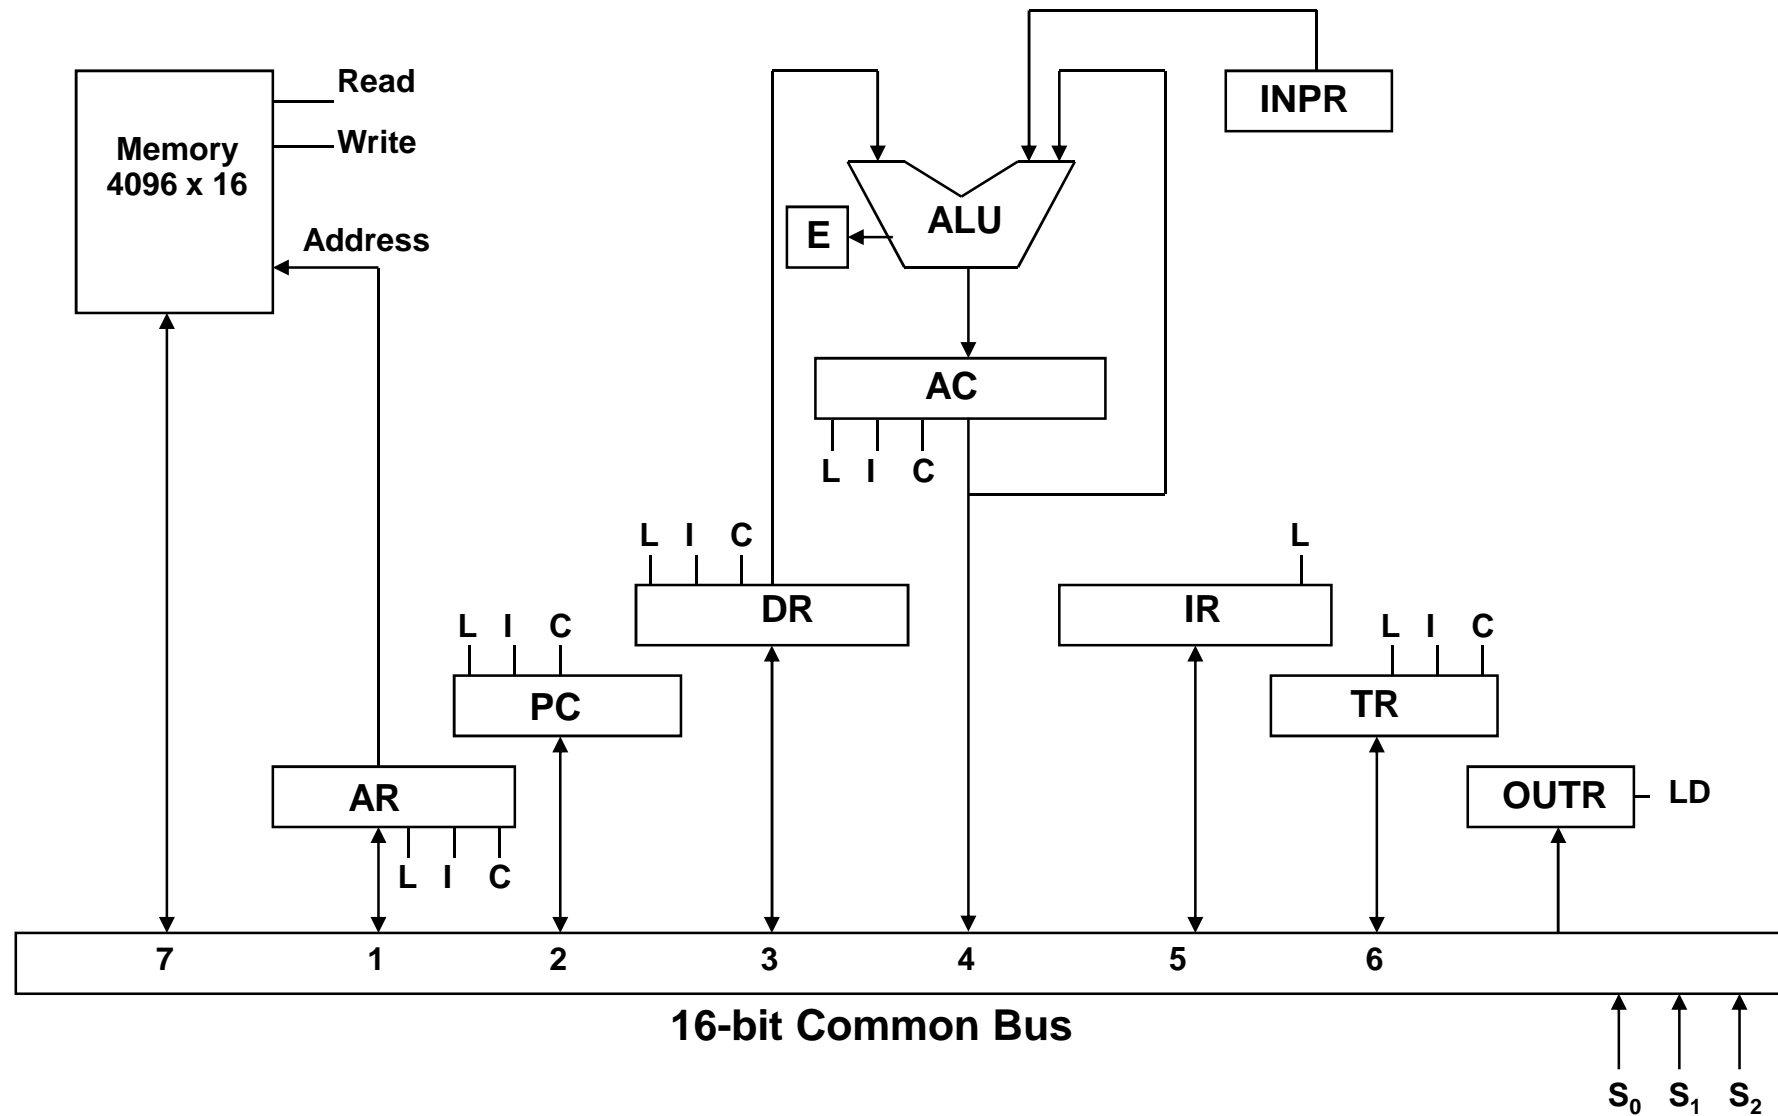 Read
INPR
Write
Memory
4096 x 16
ALU
E
Address
AC
L I C
L I C
L
DR
IR
L I C
L I C
PC
TR
AR
OUTR
LD
L I C
7 1 2 3 4 5 6
16-bit Common Bus
S₀ S₁ S₂